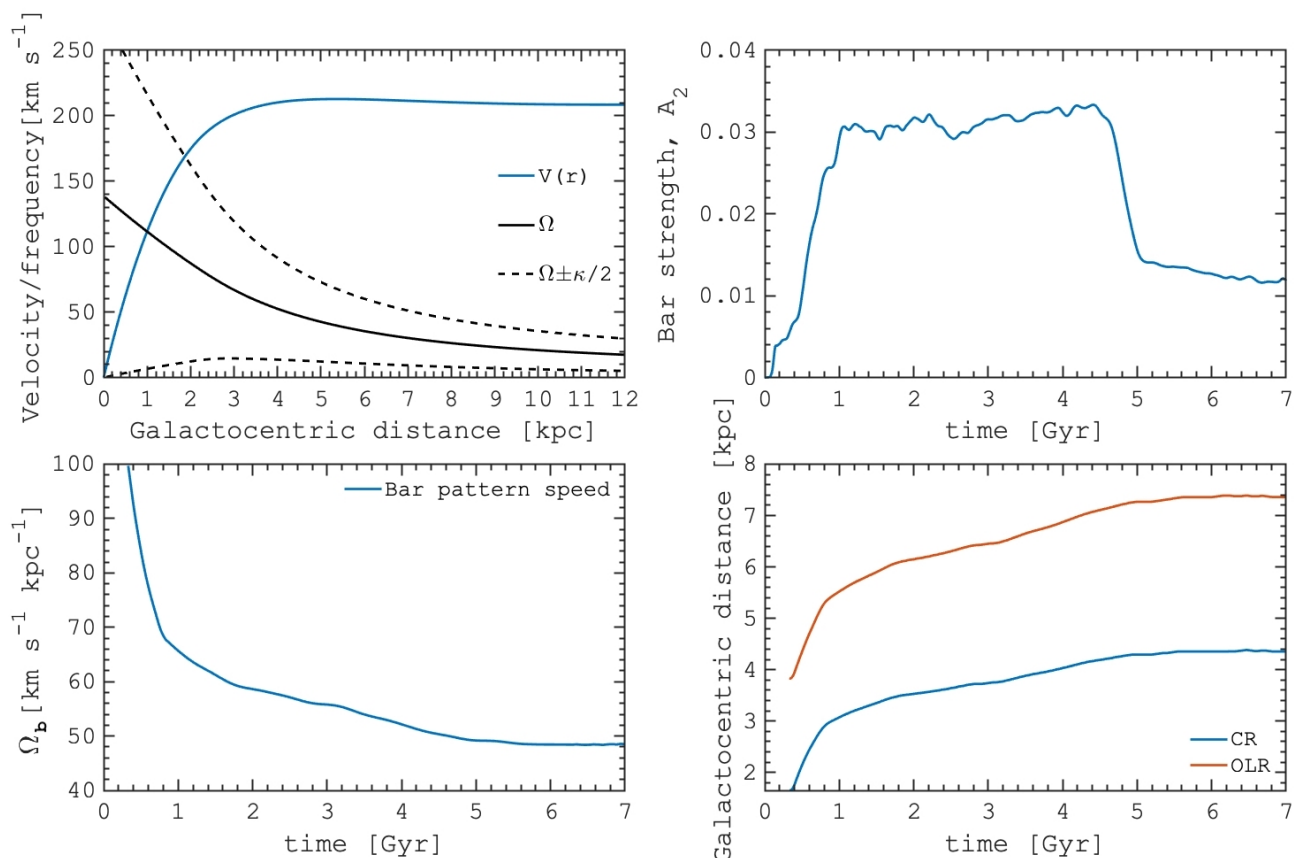 Velocity/frequency[km s⁻¹]
250
200
150
100
50
0
V(r)
Ω
Ω±κ/2
0 1 2 3 4 5 6 7 8 9 10 11 12
Galactocentric distance [kpc]
Bar strength, A₂
0.04
0.03
0.02
0.01
0
0 1 2 3 4 5 6 7
time [Gyr]
Ω_b[km s⁻¹ kpc⁻¹]
100
90
80
70
60
50
40
Bar pattern speed
0 1 2 3 4 5 6 7
time [Gyr]
Galactocentric distance [kpc]
8
7
6
5
4
3
2
CR
OLR
0 1 2 3 4 5 6 7
time [Gyr]